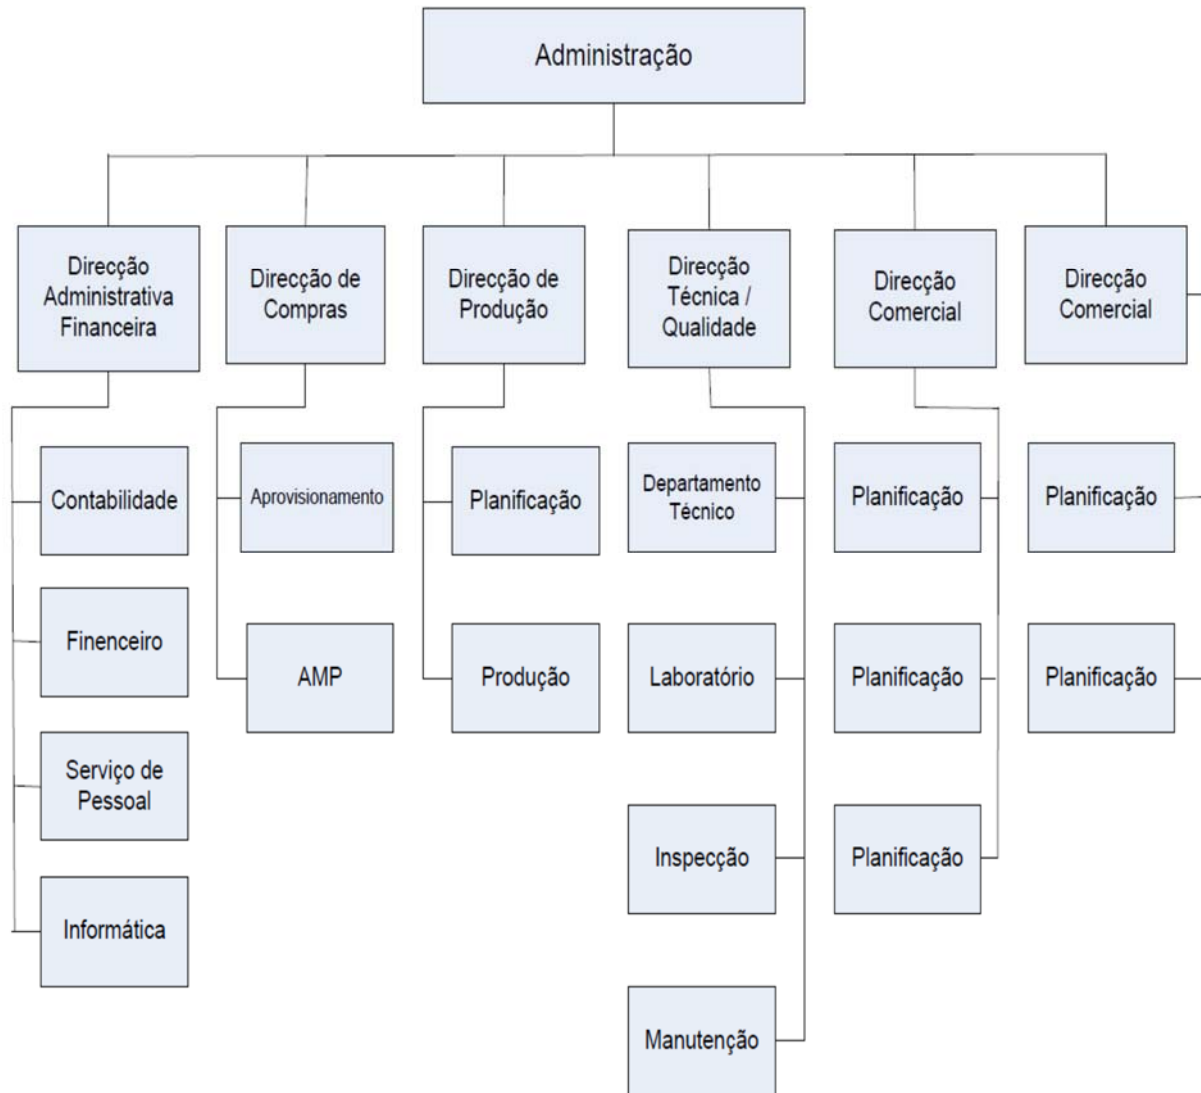 Administração
Direcção
Administrativa
Financeira
Direcção de
Compras
Direcção de
Produção
Direcção
Técnica /
Qualidade
Direcção
Comercial
Direcção
Comercial
Contabilidade
Aprovisionamento
Planificação
Departamento
Técnico
Planificação
Planificação
Finenceiro
AMP
Produção
Laboratório
Planificação
Planificação
Serviço de
Pessoal
Inspecção
Planificação
Informática
Manutenção